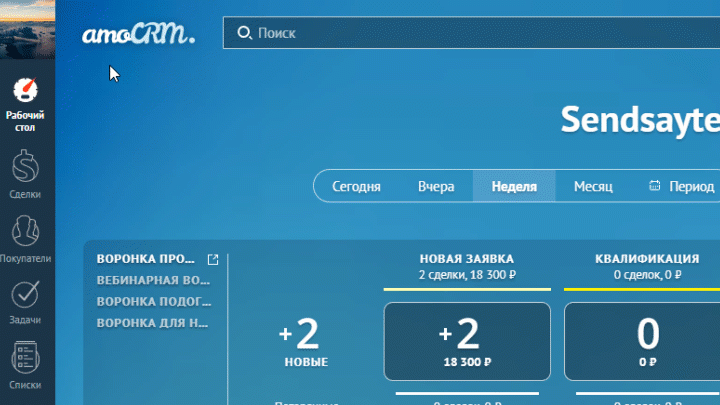 amoCRM.
Поиск
Рабочий
стол
Сделки
Покупатели
Задачи
Списки
Sendsayte
Сегодня Вчера Неделя Месяц Период
ВОРОНКА ПРО...
ВЕБИНАРНАЯ ВО...
ВОРОНКА ПОДОГ...
ВОРОНКА ДЛЯ Н...
+2
НОВЫЕ
НОВАЯ ЗАЯВКА
2 сделки, 18 300 ₽
+2
18 300 ₽
КВАЛИФИКАЦИЯ
0 сделок, 0 ₽
0
0 ₽